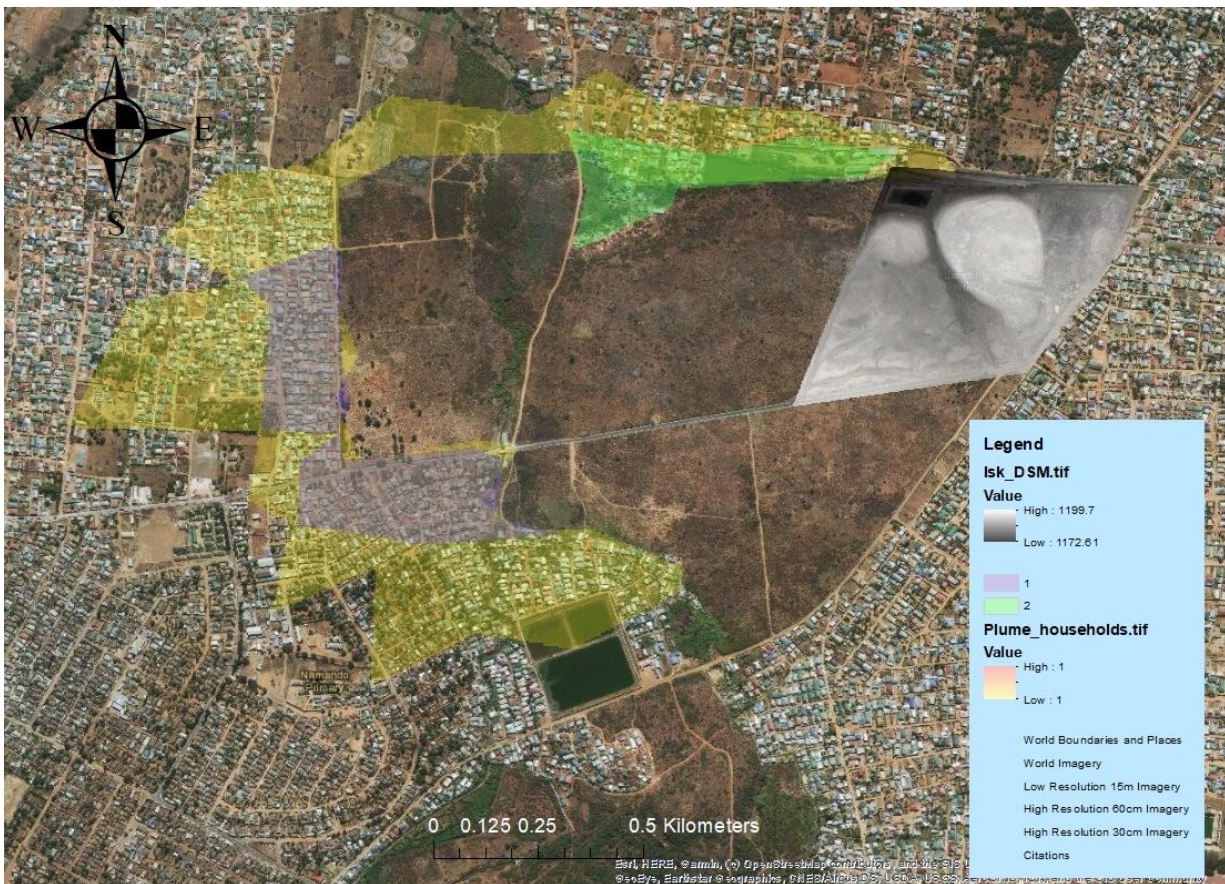 N
W
E
S
Namando
Primary
Legend
Isk_DSM.tif
Value
High : 1199.7
Low : 1172.61
1
2
Plume_households.tif
Value
High : 1
Low : 1
World Boundaries and Places
World Imagery
Low Resolution 15m Imagery
High Resolution 60cm Imagery
High Resolution 30cm Imagery
Citations
0 0.125 0.25 0.5 Kilometers
Esri, HERE, Garmin, (c) OpenStreetMap contributors, and the GIS
GeoEye, Earthstar Geographics, CNES/Airbus DS, USDA, USGS,